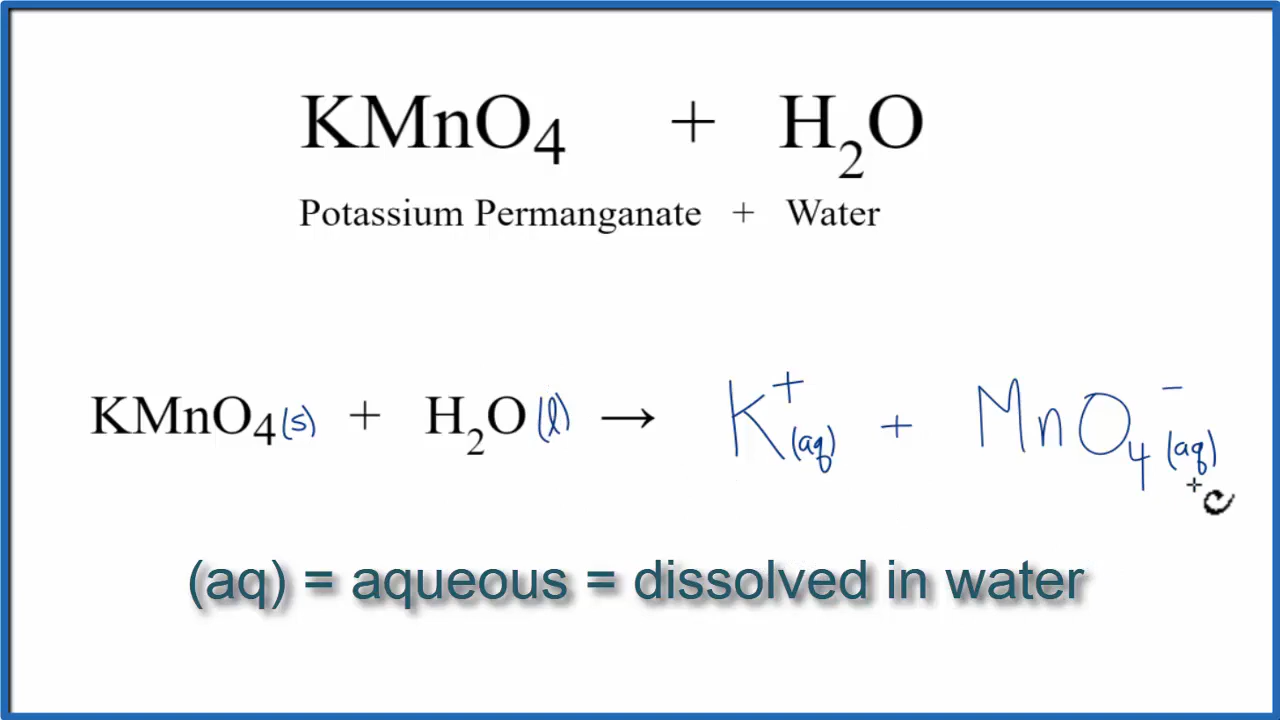 KMnO₄ + H₂O
Potassium Permanganate + Water
KMnO₄(s) + H₂O(l) → K⁺(aq) + MnO₄⁻(aq)
(aq) = aqueous = dissolved in water